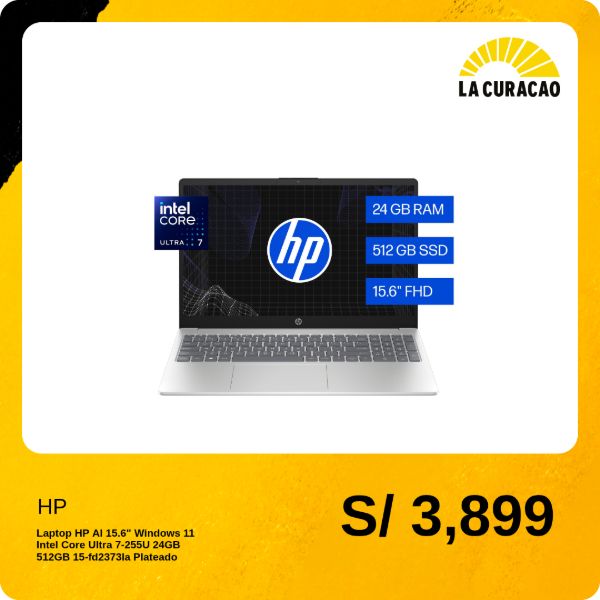 LA CURACAO
intel
CORE
ULTRA 7
24 GB RAM
hp
512 GB SSD
15.6" FHD
hp
HP
S/ 3,899
Laptop HP AI 15.6" Windows 11
Intel Core Ultra 7-255U 24GB
512GB 15-fd2373la Plateado